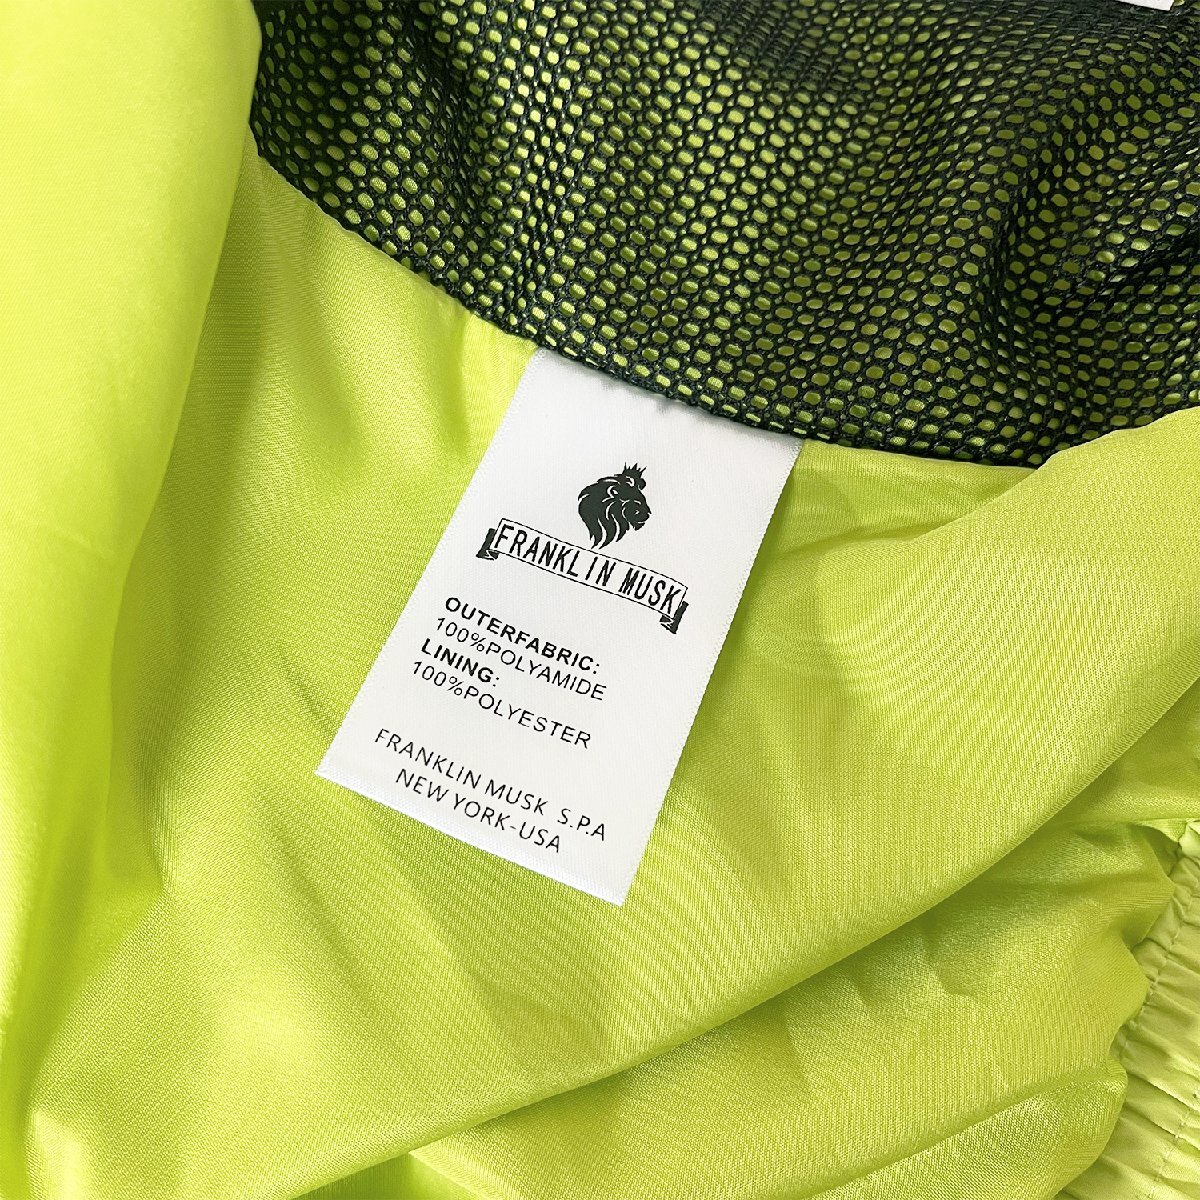 FRANKLIN MUSK
OUTERFABRIC:
100%POLYAMIDE
LINING:
100%POLYESTER
FRANKLIN MUSK S.P.A
NEW YORK-USA